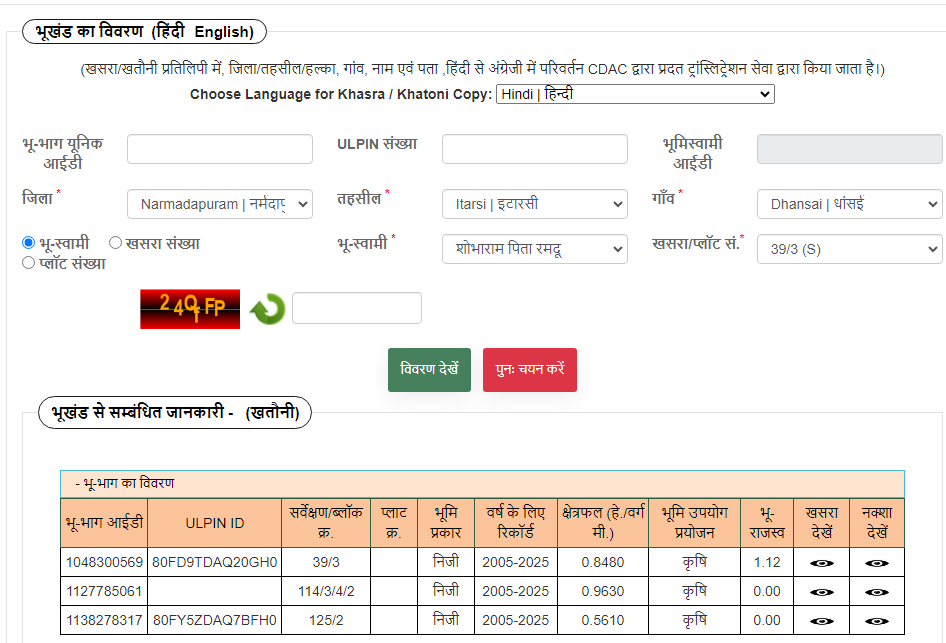 भूखंड का विवरण (हिंदी English)
(खसरा/खतौनी प्रतिलिपी में, जिला/तहसील/हल्का, गांव, नाम एवं पता ,हिंदी से अंग्रेजी में परिवर्तन CDAC द्वारा प्रदत ट्रांस्लिट्रेशन सेवा द्वारा किया जाता है।)
Choose Language for Khasra / Khatoni Copy: Hindi | हिन्दी
भू-भाग यूनिक आईडी
ULPIN संख्या
भूमिस्वामी आईडी
जिला * Narmadapuram | नर्मदापु
तहसील * Itarsi | इटारसी
गाँव * Dhansai | धांसई
भू-स्वामी खसरा संख्या
प्लॉट संख्या
भू-स्वामी * शोभाराम पिता रमदू
खसरा/प्लॉट सं.* 39/3 (S)
24QTFP
विवरण देखें पुनः चयन करें
भूखंड से सम्बंधित जानकारी - (खतौनी)
- भू-भाग का विवरण
भू-भाग आईडी ULPIN ID सर्वेक्षण/ब्लॉक क्र. प्लाट क्र. भूमि प्रकार वर्ष के लिए रिकॉर्ड क्षेत्रफल (हे./वर्ग मी.) भूमि उपयोग प्रयोजन भू-राजस्व खसरा देखें नक्शा देखें
1048300569 80FD9TDAQ20GH0 39/3 निजी 2005-2025 0.8480 कृषि 1.12
1127785061 114/3/4/2 निजी 2005-2025 0.9630 कृषि 0.00
1138278317 80FY5ZDAQ7BFH0 125/2 निजी 2005-2025 0.5610 कृषि 0.00